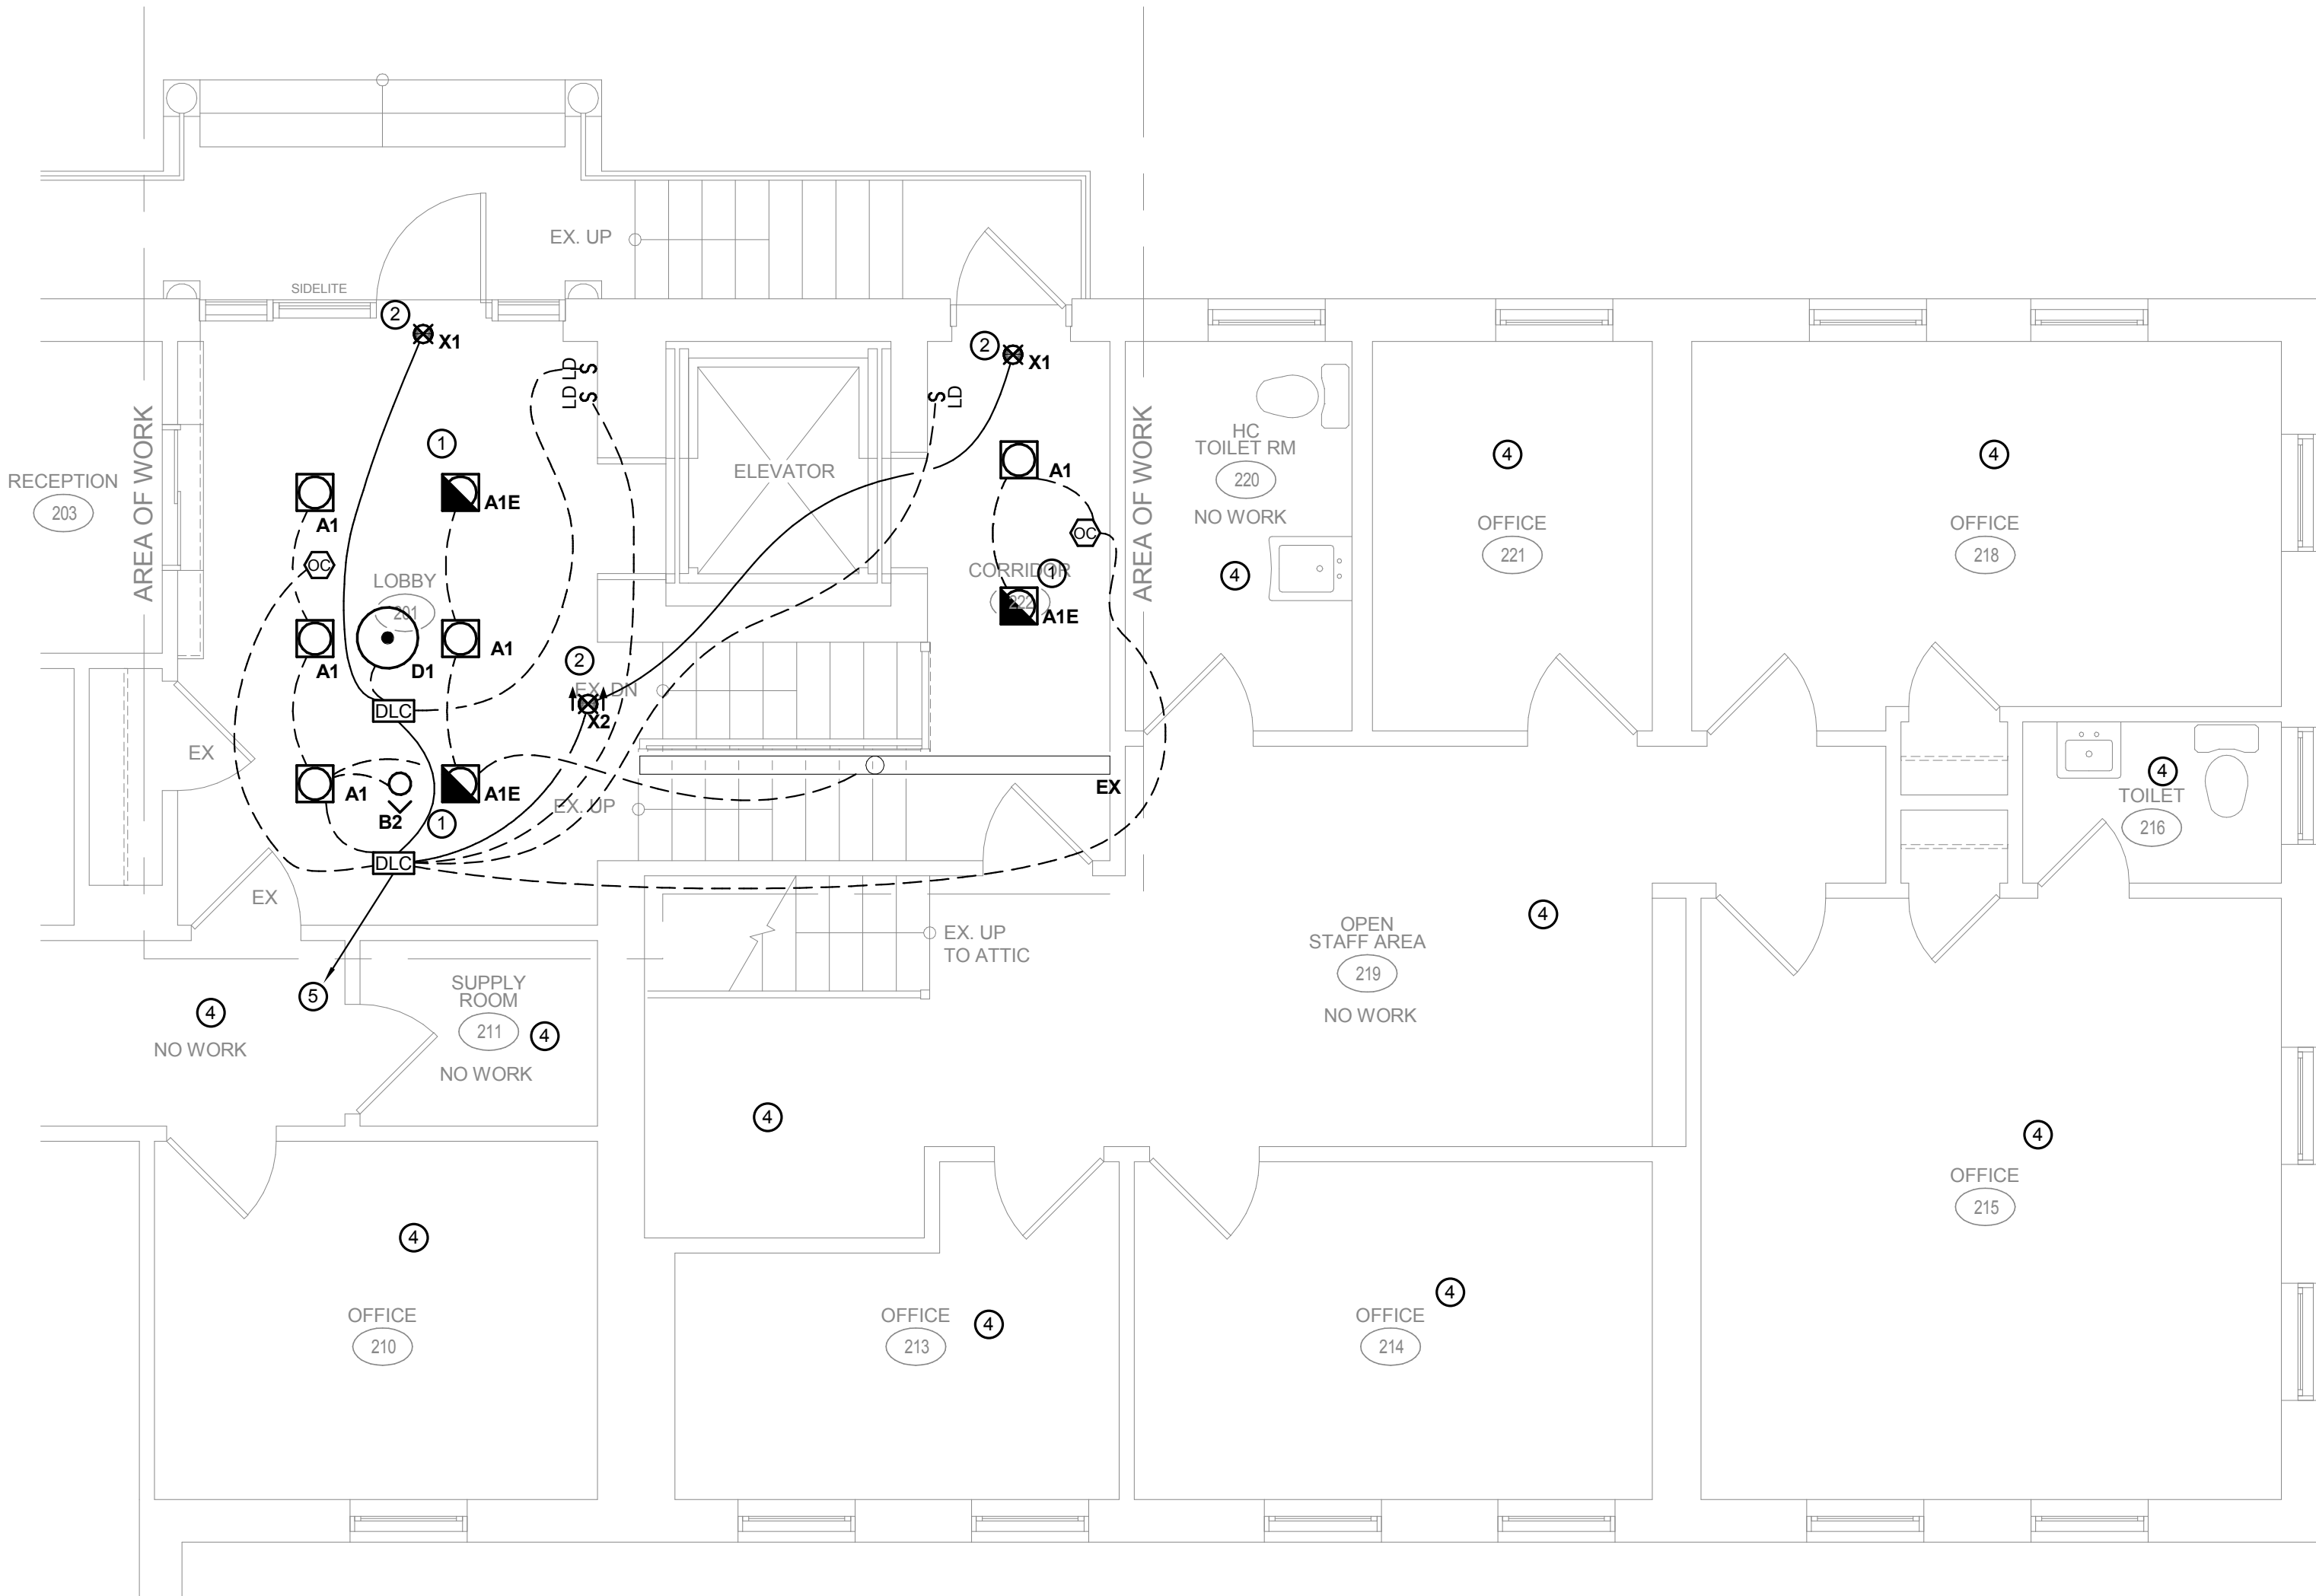 EX. UP
SIDELITE
2
X1
2
X1
LD
S
LD
S
S
LD
AREA OF WORK
AREA OF WORK
1
A1
A1E
RECEPTION
203
ELEVATOR
A1
HC
TOILET RM
220
NO WORK
4
4
OFFICE
221
4
OFFICE
218
OC
OC
LOBBY
201
CORRIDOR
1
222
A1E
A1
D1
A1
2
EX. DN
X2
DLC
EX
A1
B2
A1E
1
EX. UP
EX
4
TOILET
216
DLC
EX
EX. UP
TO ATTIC
OPEN
STAFF AREA
219
NO WORK
4
5
4
NO WORK
SUPPLY
ROOM
211
4
NO WORK
4
4
OFFICE
215
4
OFFICE
210
OFFICE
213
4
4
OFFICE
214